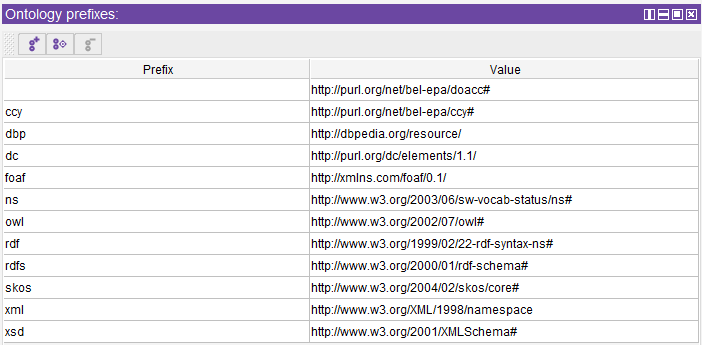 Ontology prefixes:
Prefix Value
http://purl.org/net/bel-epa/doacc#
ccy http://purl.org/net/bel-epa/ccy#
dbp http://dbpedia.org/resource/
dc http://purl.org/dc/elements/1.1/
foaf http://xmlns.com/foaf/0.1/
ns http://www.w3.org/2003/06/sw-vocab-status/ns#
owl http://www.w3.org/2002/07/owl#
rdf http://www.w3.org/1999/02/22-rdf-syntax-ns#
rdfs http://www.w3.org/2000/01/rdf-schema#
skos http://www.w3.org/2004/02/skos/core#
xml http://www.w3.org/XML/1998/namespace
xsd http://www.w3.org/2001/XMLSchema#